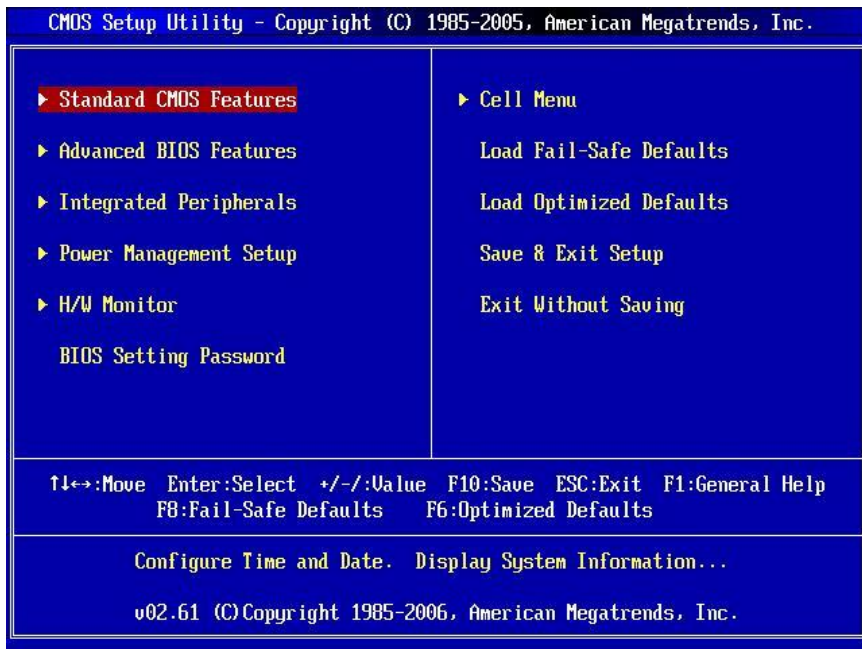 CMOS Setup Utility - Copyright (C) 1985-2005, American Megatrends, Inc.
▶ Standard CMOS Features
▶ Advanced BIOS Features
▶ Integrated Peripherals
▶ Power Management Setup
▶ H/W Monitor
BIOS Setting Password
▶ Cell Menu
Load Fail-Safe Defaults
Load Optimized Defaults
Save & Exit Setup
Exit Without Saving
↑↓←→:Move Enter:Select +/-/:Value F10:Save ESC:Exit F1:General Help
F8:Fail-Safe Defaults F6:Optimized Defaults
Configure Time and Date. Display System Information...
v02.61 (C)Copyright 1985-2006, American Megatrends, Inc.